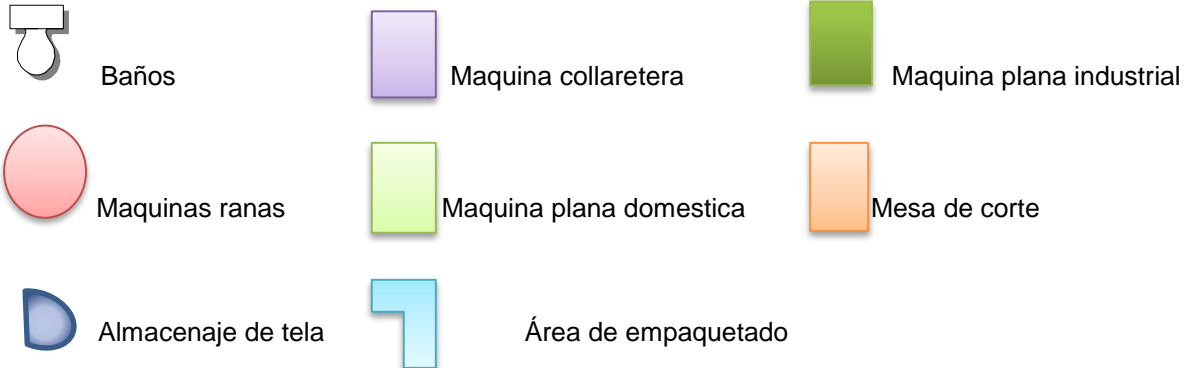 Baños
Maquina collaretera
Maquina plana industrial
Maquinas ranas
Maquina plana domestica
Mesa de corte
Almacenaje de tela
Área de empaquetado